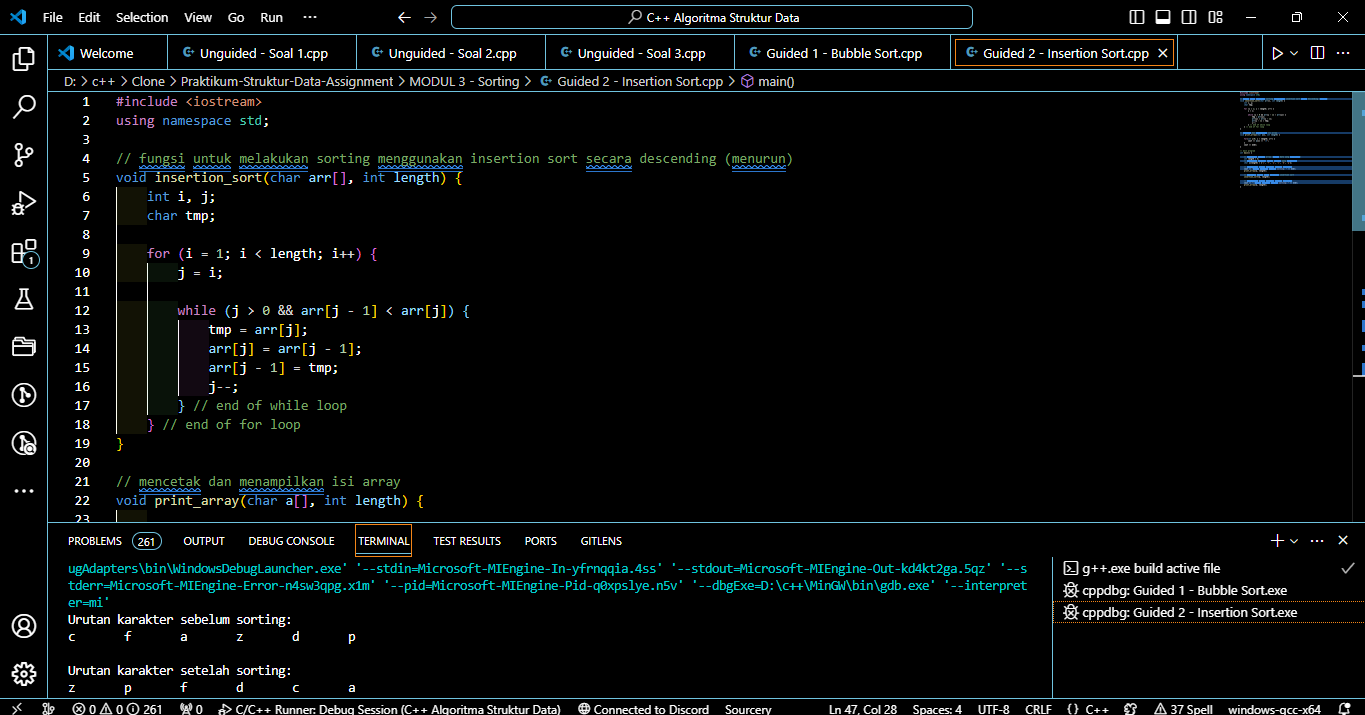 File Edit Selection View Go Run ··· C++ Algoritma Struktur Data
Welcome Unguided - Soal 1.cpp Unguided - Soal 2.cpp Unguided - Soal 3.cpp Guided 1 - Bubble Sort.cpp Guided 2 - Insertion Sort.cpp
D: > c++ > Clone > Praktikum-Struktur-Data-Assignment > MODUL 3 - Sorting > Guided 2 - Insertion Sort.cpp > main()
1 #include <iostream>
2 using namespace std;
3
4 // fungsi untuk melakukan sorting menggunakan insertion sort secara descending (menurun)
5 void insertion_sort(char arr[], int length) {
6 int i, j;
7 char tmp;
8
9 for (i = 1; i < length; i++) {
10 j = i;
11
12 while (j > 0 && arr[j - 1] < arr[j]) {
13 tmp = arr[j];
14 arr[j] = arr[j - 1];
15 arr[j - 1] = tmp;
16 j--;
17 } // end of while loop
18 } // end of for loop
19 }
20
21 // mencetak dan menampilkan isi array
22 void print_array(char a[], int length) {
23
1
PROBLEMS 261 OUTPUT DEBUG CONSOLE TERMINAL TEST RESULTS PORTS GITLENS
ugAdapters\bin\WindowsDebugLauncher.exe' '--stdin=Microsoft-MIEngine-In-yfrnqqia.4ss' '--stdout=Microsoft-MIEngine-Out-kd4kt2ga.5qz' '--s
tderr=Microsoft-MIEngine-Error-n4sw3qpg.x1m' '--pid=Microsoft-MIEngine-Pid-q0xpslye.n5v' '--dbgExe=D:\c++\MinGW\bin\gdb.exe' '--interpret
er=mi'
Urutan karakter sebelum sorting:
c f a z d p
Urutan karakter setelah sorting:
z p f d c a
g++.exe build active file
cppdbg: Guided 1 - Bubble Sort.exe
cppdbg: Guided 2 - Insertion Sort.exe
0 0 261 0 C/C++ Runner: Debug Session (C++ Algoritma Struktur Data) Connected to Discord Sourcery Ln 47, Col 28 Spaces: 4 UTF-8 CRLF {} C++ 37 Spell windows-gcc-x64